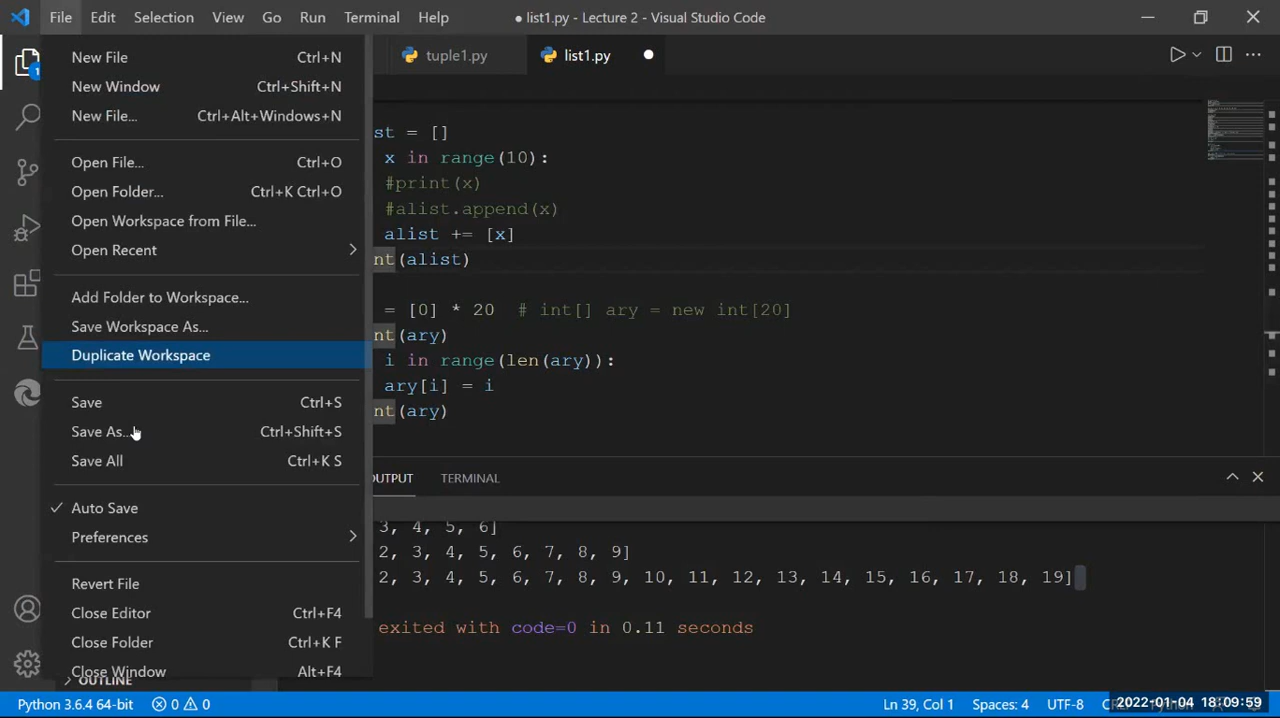 File Edit Selection View Go Run Terminal Help ● list1.py - Lecture 2 - Visual Studio Code
tuple1.py list1.py
New File Ctrl+N
New Window Ctrl+Shift+N
New File... Ctrl+Alt+Windows+N
Open File... Ctrl+O
Open Folder... Ctrl+K Ctrl+O
Open Workspace from File...
Open Recent
Add Folder to Workspace...
Save Workspace As...
Duplicate Workspace
Save Ctrl+S
Save As... Ctrl+Shift+S
Save All Ctrl+K S
Auto Save
Preferences
Revert File
Close Editor Ctrl+F4
Close Folder Ctrl+K F
Close Window Alt+F4
OUTLINE
1
st = []
x in range(10):
#print(x)
#alist.append(x)
alist += [x]
nt(alist)
= [0] * 20 # int[] ary = new int[20]
nt(ary)
i in range(len(ary)):
ary[i] = i
nt(ary)
OUTPUT TERMINAL
3, 4, 5, 6]
2, 3, 4, 5, 6, 7, 8, 9]
2, 3, 4, 5, 6, 7, 8, 9, 10, 11, 12, 13, 14, 15, 16, 17, 18, 19]
exited with code=0 in 0.11 seconds
Python 3.6.4 64-bit 0 0 Ln 39, Col 1 Spaces: 4 UTF-8 2022-01-04 18:09:59